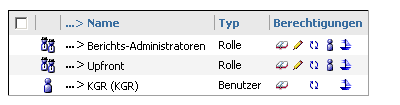 ...> Name Typ Berechtigungen
...> Berichts-Administratoren Rolle
...> Upfront Rolle
...> KGR (KGR) Benutzer